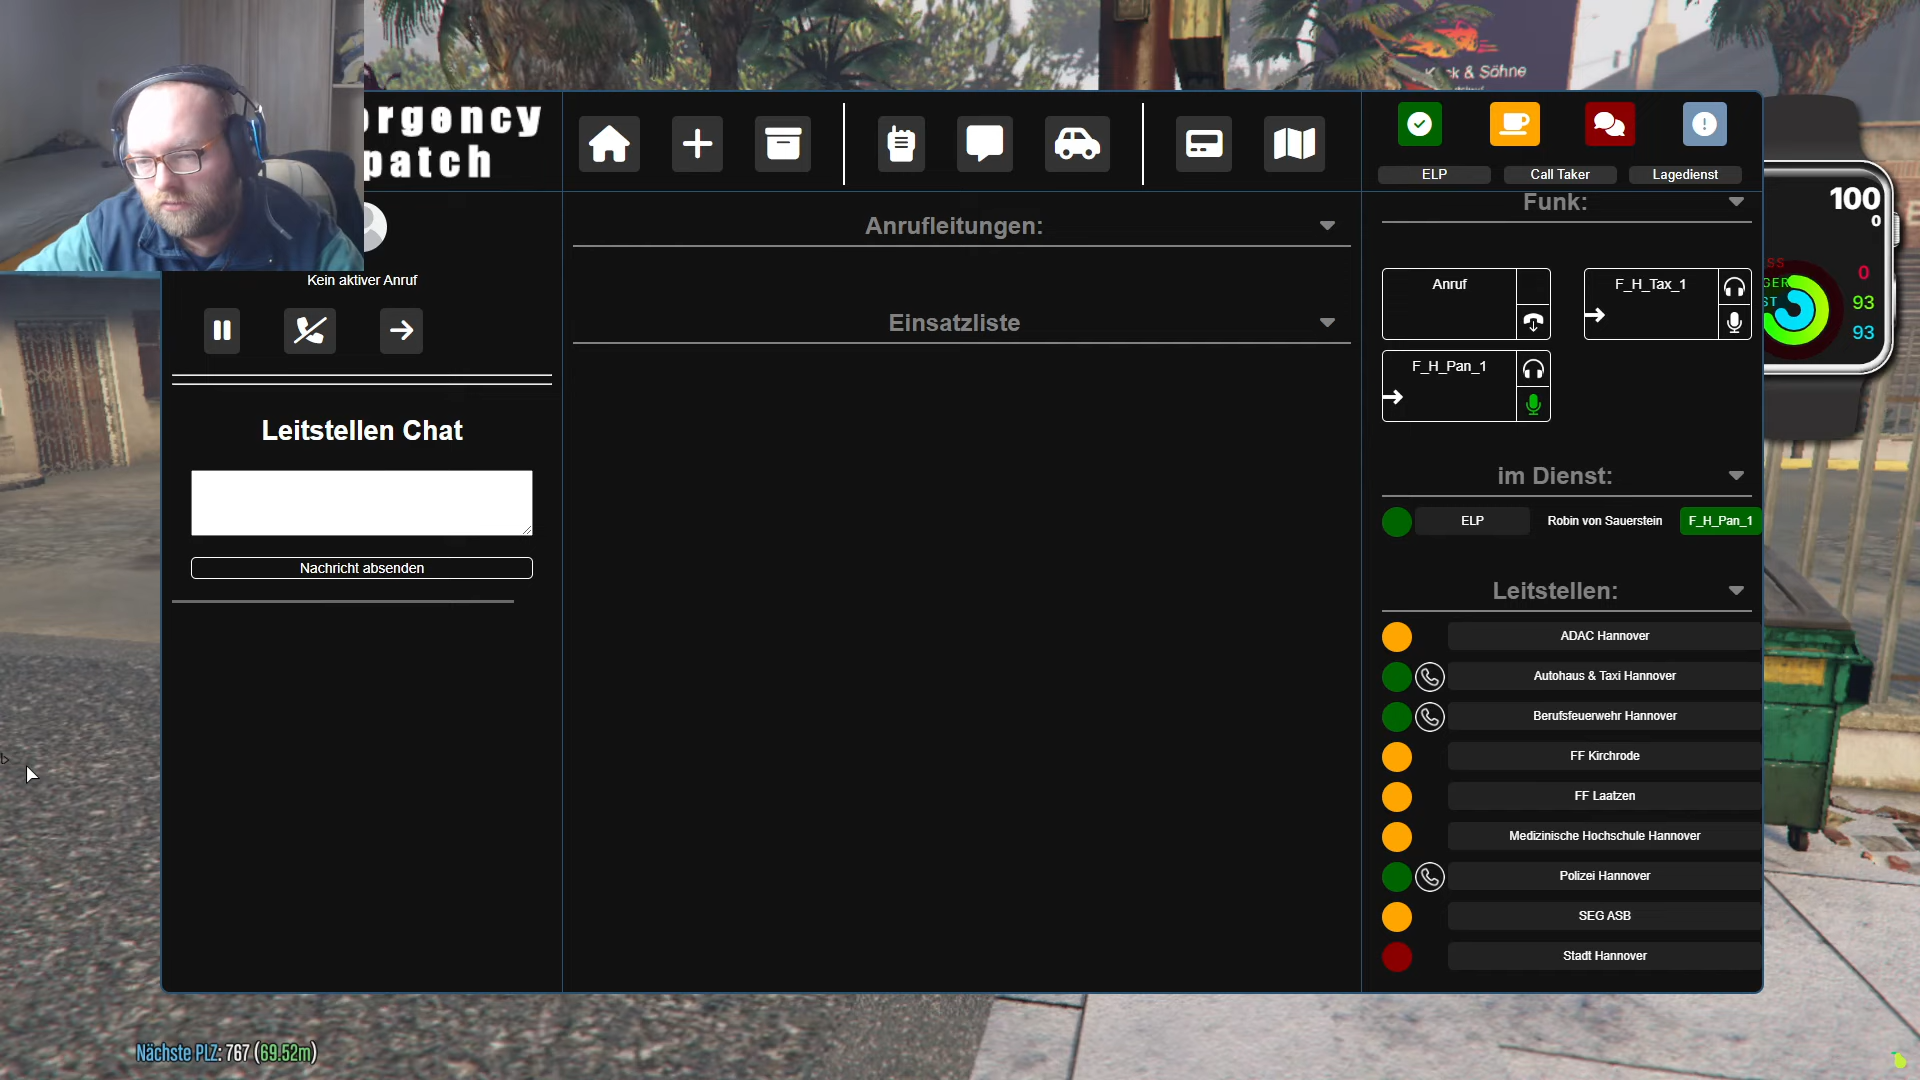 & Söhne
rgency
patch
ELP
Call Taker
Lagedienst
Kein aktiver Anruf
Leitstellen Chat
Nachricht absenden
Anrufleitungen:
Einsatzliste
Funk:
Anruf
F_H_Tax_1
F_H_Pan_1
im Dienst:
ELP
Robin von Sauerstein
F_H_Pan_1
Leitstellen:
ADAC Hannover
Autohaus & Taxi Hannover
Berufsfeuerwehr Hannover
FF Kirchrode
FF Laatzen
Medizinische Hochschule Hannover
Polizei Hannover
SEG ASB
Stadt Hannover
100
0
SS
0
GER
93
ST
93
Nächste PLZ: 767 (69.52m)